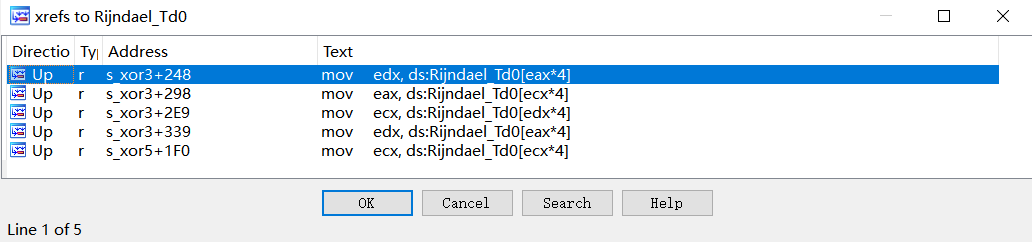 xrefs to Rijndael_Td0
Directio Ty Address Text
Up r s_xor3+248 mov edx, ds:Rijndael_Td0[eax*4]
Up r s_xor3+298 mov eax, ds:Rijndael_Td0[ecx*4]
Up r s_xor3+2E9 mov ecx, ds:Rijndael_Td0[edx*4]
Up r s_xor3+339 mov edx, ds:Rijndael_Td0[eax*4]
Up r s_xor5+1F0 mov ecx, ds:Rijndael_Td0[ecx*4]
OK Cancel Search Help
Line 1 of 5